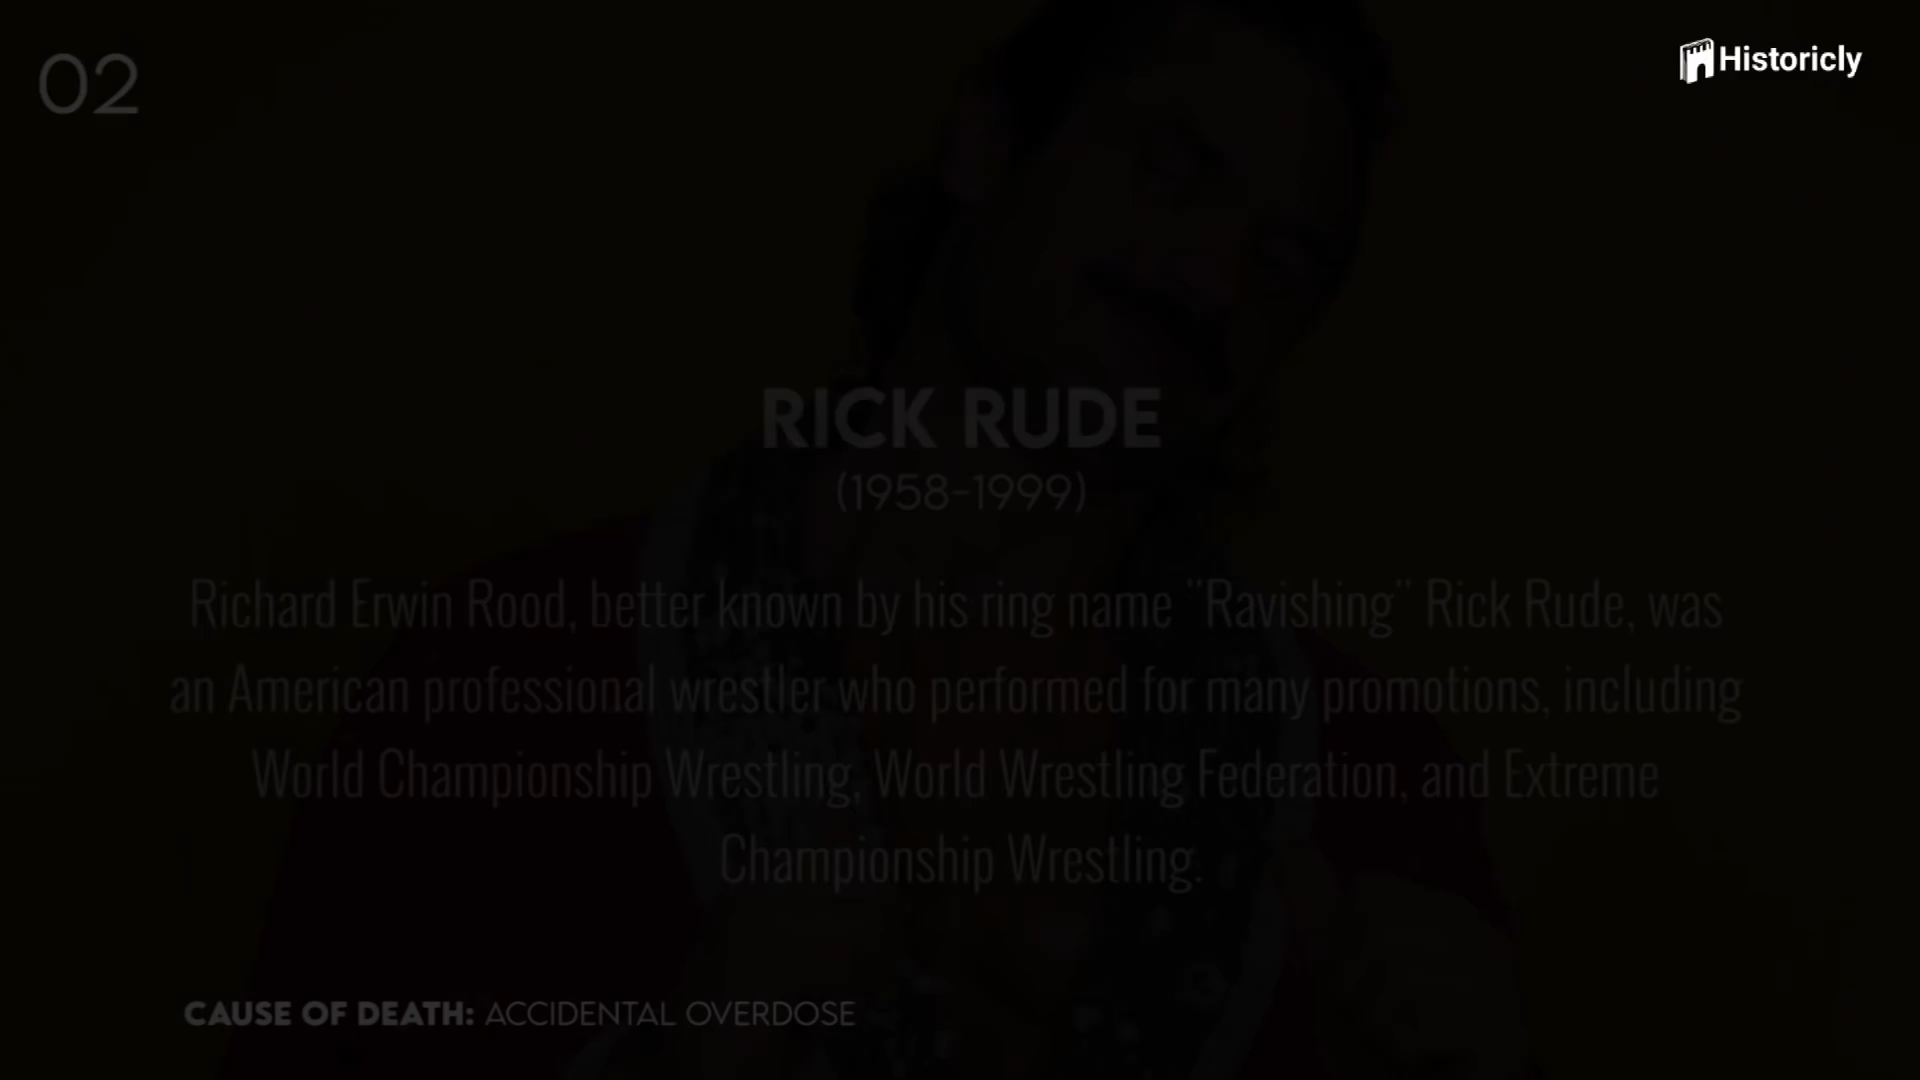 02
Historicly
RICK RUDE
(1958-1999)
Richard Erwin Rood, better known by his ring name "Ravishing" Rick Rude, was
an American professional wrestler who performed for many promotions, including
World Championship Wrestling, World Wrestling Federation, and Extreme
Championship Wrestling.
CAUSE OF DEATH: ACCIDENTAL OVERDOSE